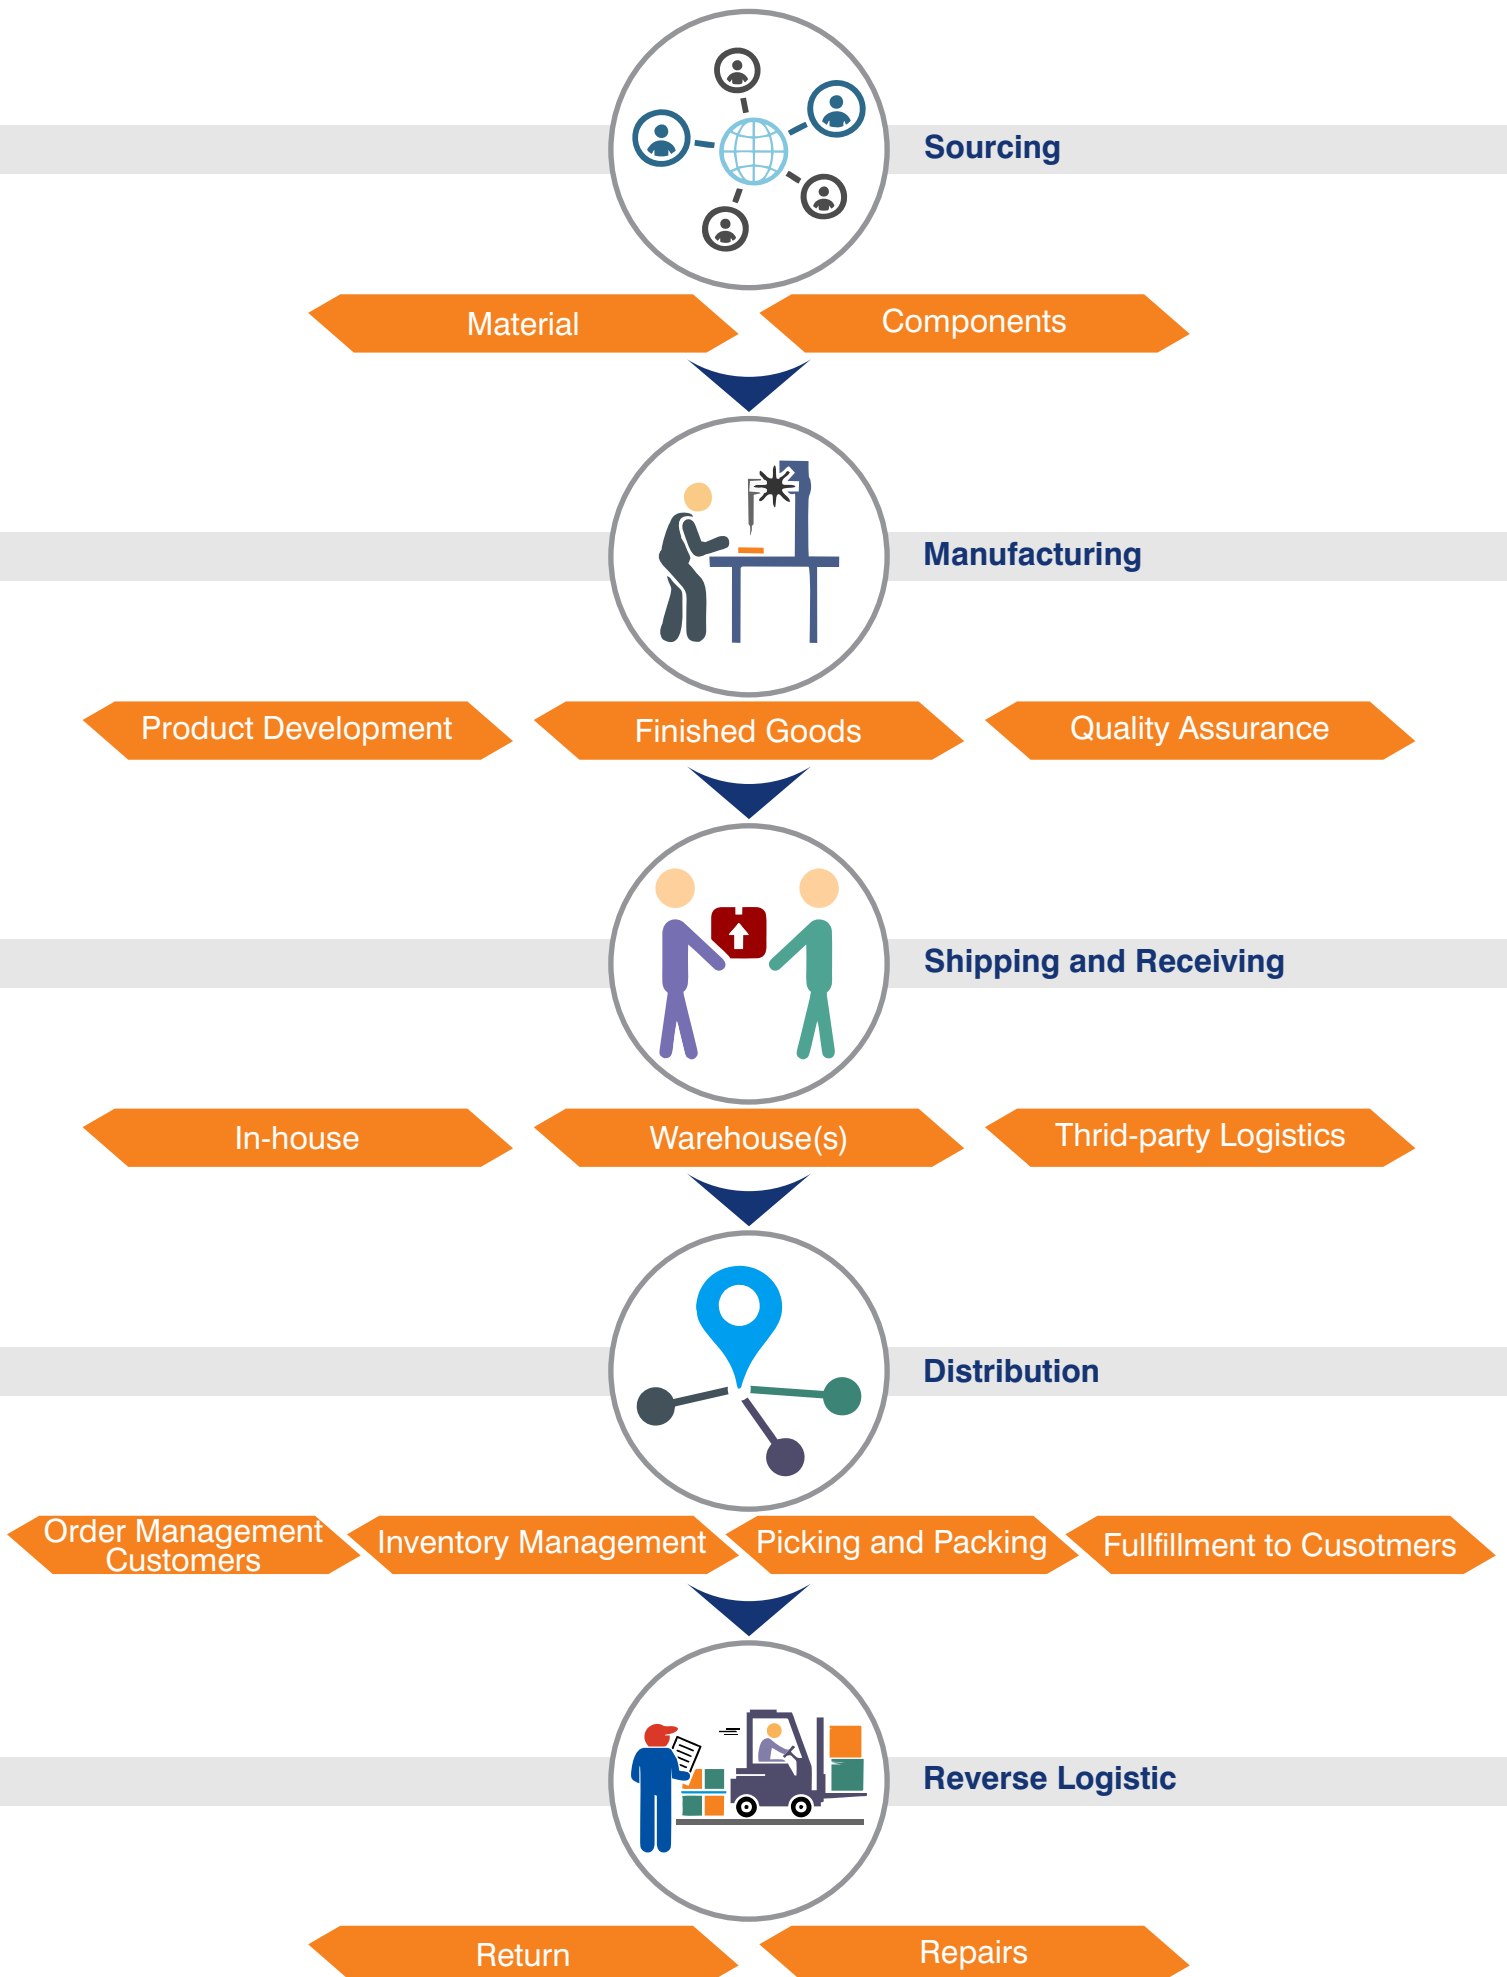 Sourcing
Material
Components
Manufacturing
Product Development
Finished Goods
Quality Assurance
Shipping and Receiving
In-house
Warehouse(s)
Thrid-party Logistics
Distribution
Order Management
Customers
Inventory Management
Picking and Packing
Fullfillment to Cusotmers
Reverse Logistic
Return
Repairs